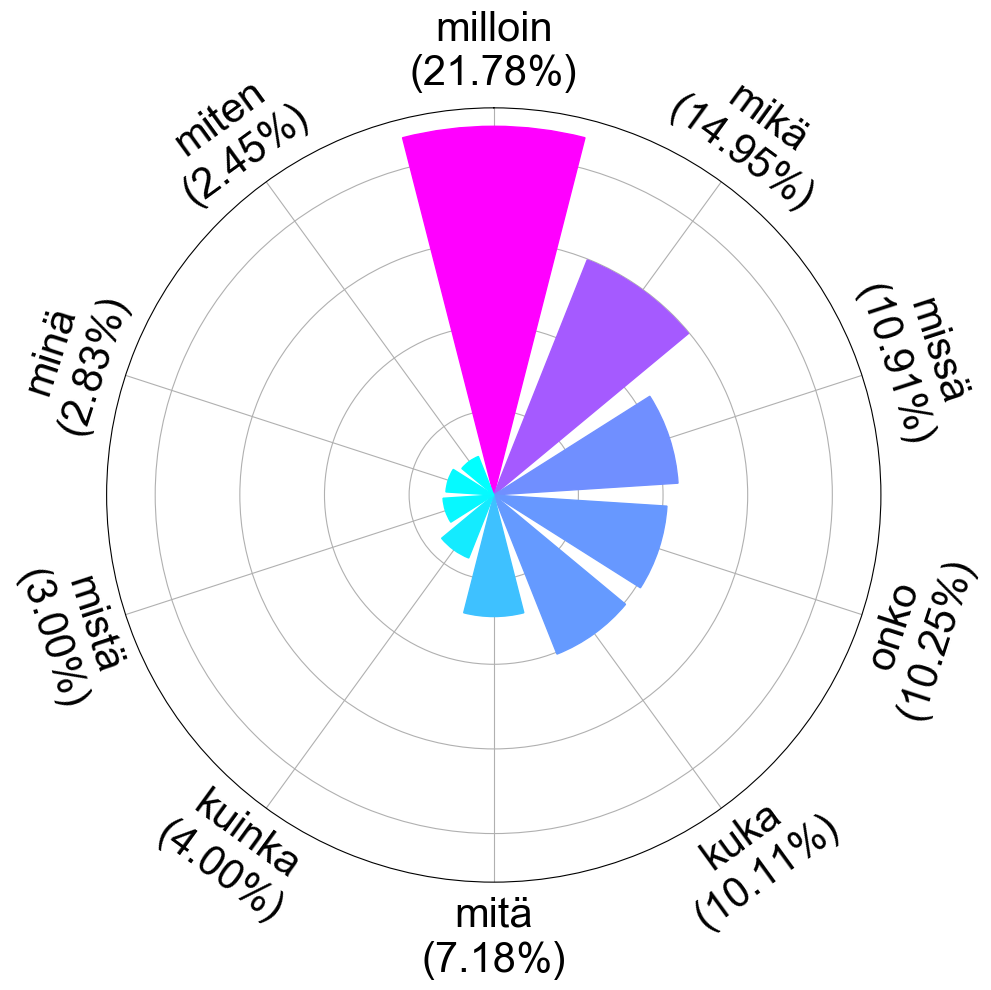 milloin
(21.78%)
mikä
(14.95%)
missä
(10.91%)
onko
(10.25%)
kuka
(10.11%)
mitä
(7.18%)
kuinka
(4.00%)
mistä
(3.00%)
minä
(2.83%)
miten
(2.45%)